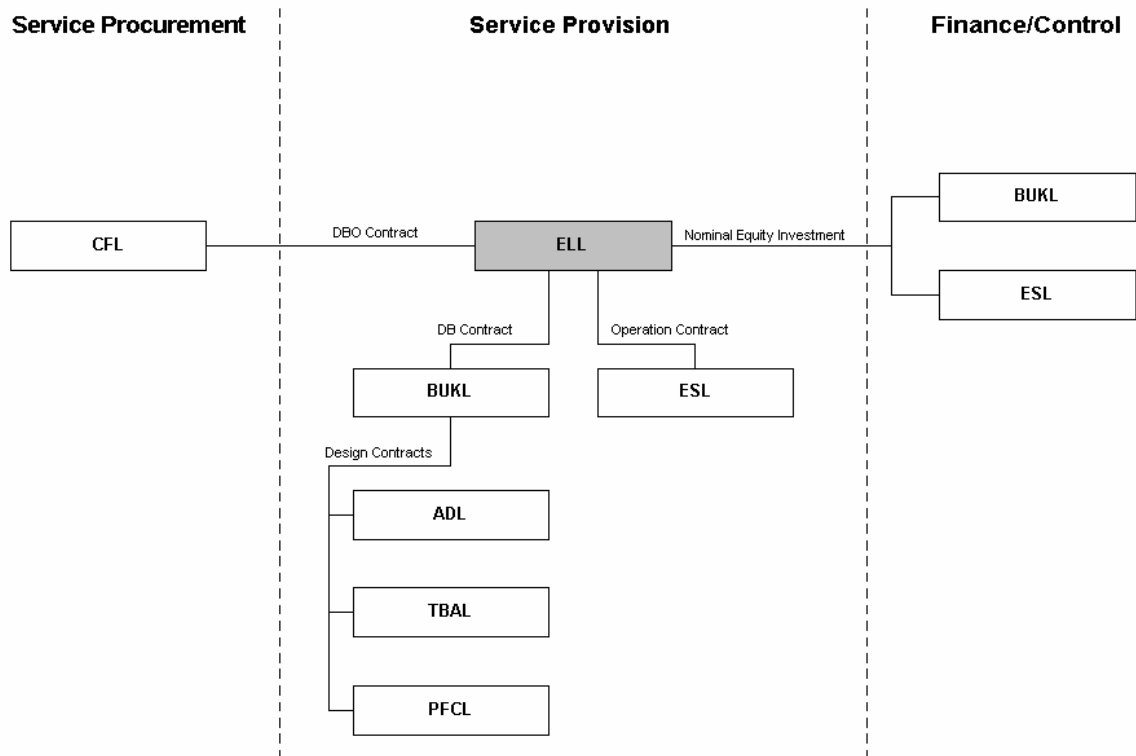 Service Procurement
Service Provision
Finance/Control
BUKL
CFL
DBO Contract
ELL
Nominal Equity Investment
ESL
DB Contract
Operation Contract
BUKL
ESL
Design Contracts
ADL
TBAL
PFCL